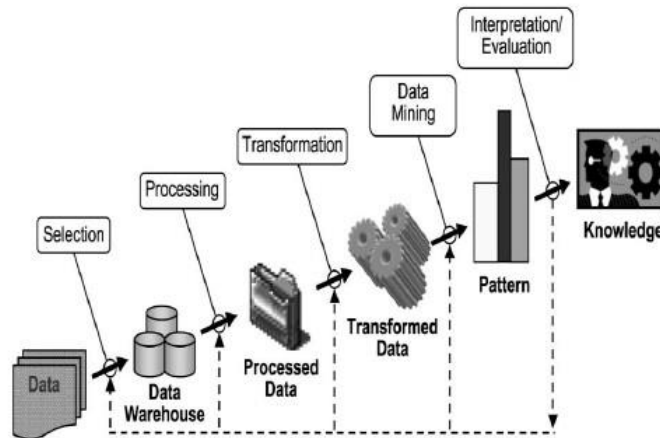 Interpretation/
Evaluation
Data
Mining
Transformation
Processing
Selection
Data
Data
Warehouse
Processed
Data
Transformed
Data
Pattern
Knowledge